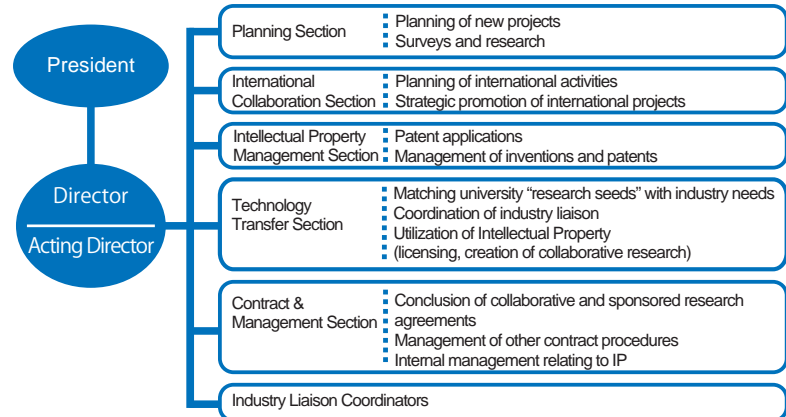 President
Director
Acting Director
Planning Section
Planning of new projects
Surveys and research
International
Collaboration Section
Planning of international activities
Strategic promotion of international projects
Intellectual Property
Management Section
Patent applications
Management of inventions and patents
Technology
Transfer Section
Matching university “research seeds” with industry needs
Coordination of industry liaison
Utilization of Intellectual Property
(licensing, creation of collaborative research)
Contract &
Management Section
Conclusion of collaborative and sponsored research
agreements
Management of other contract procedures
Internal management relating to IP
Industry Liaison Coordinators